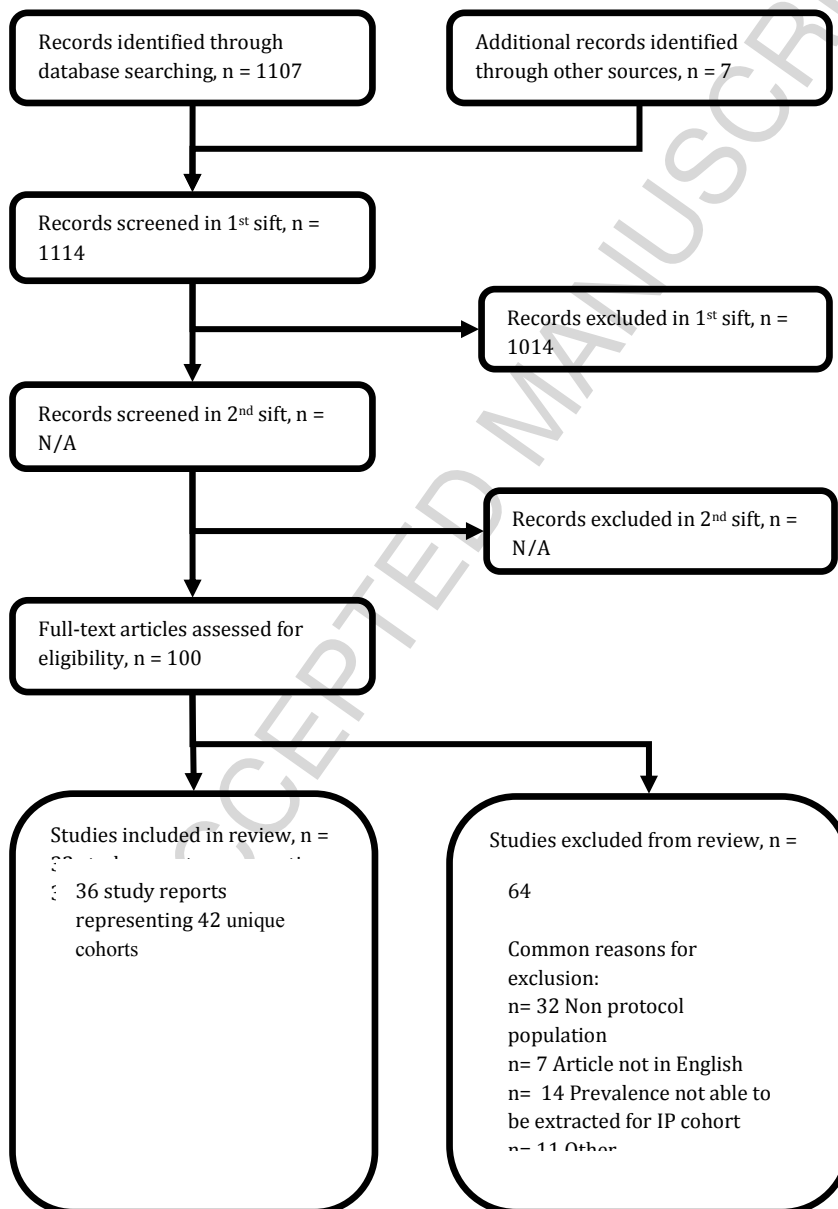 Records identified through
database searching, n = 1107
Additional records identified
through other sources, n = 7
Records screened in 1st sift, n =
1114
Records excluded in 1st sift, n =
1014
Records screened in 2nd sift, n =
N/A
Records excluded in 2nd sift, n =
N/A
Full-text articles assessed for
eligibility, n = 100
Studies included in review, n =
36 study reports
representing 42 unique
cohorts
Studies excluded from review, n =
64
Common reasons for
exclusion:
n= 32 Non protocol
population
n= 7 Article not in English
n=  14 Prevalence not able to
be extracted for IP cohort
n= 11 Other